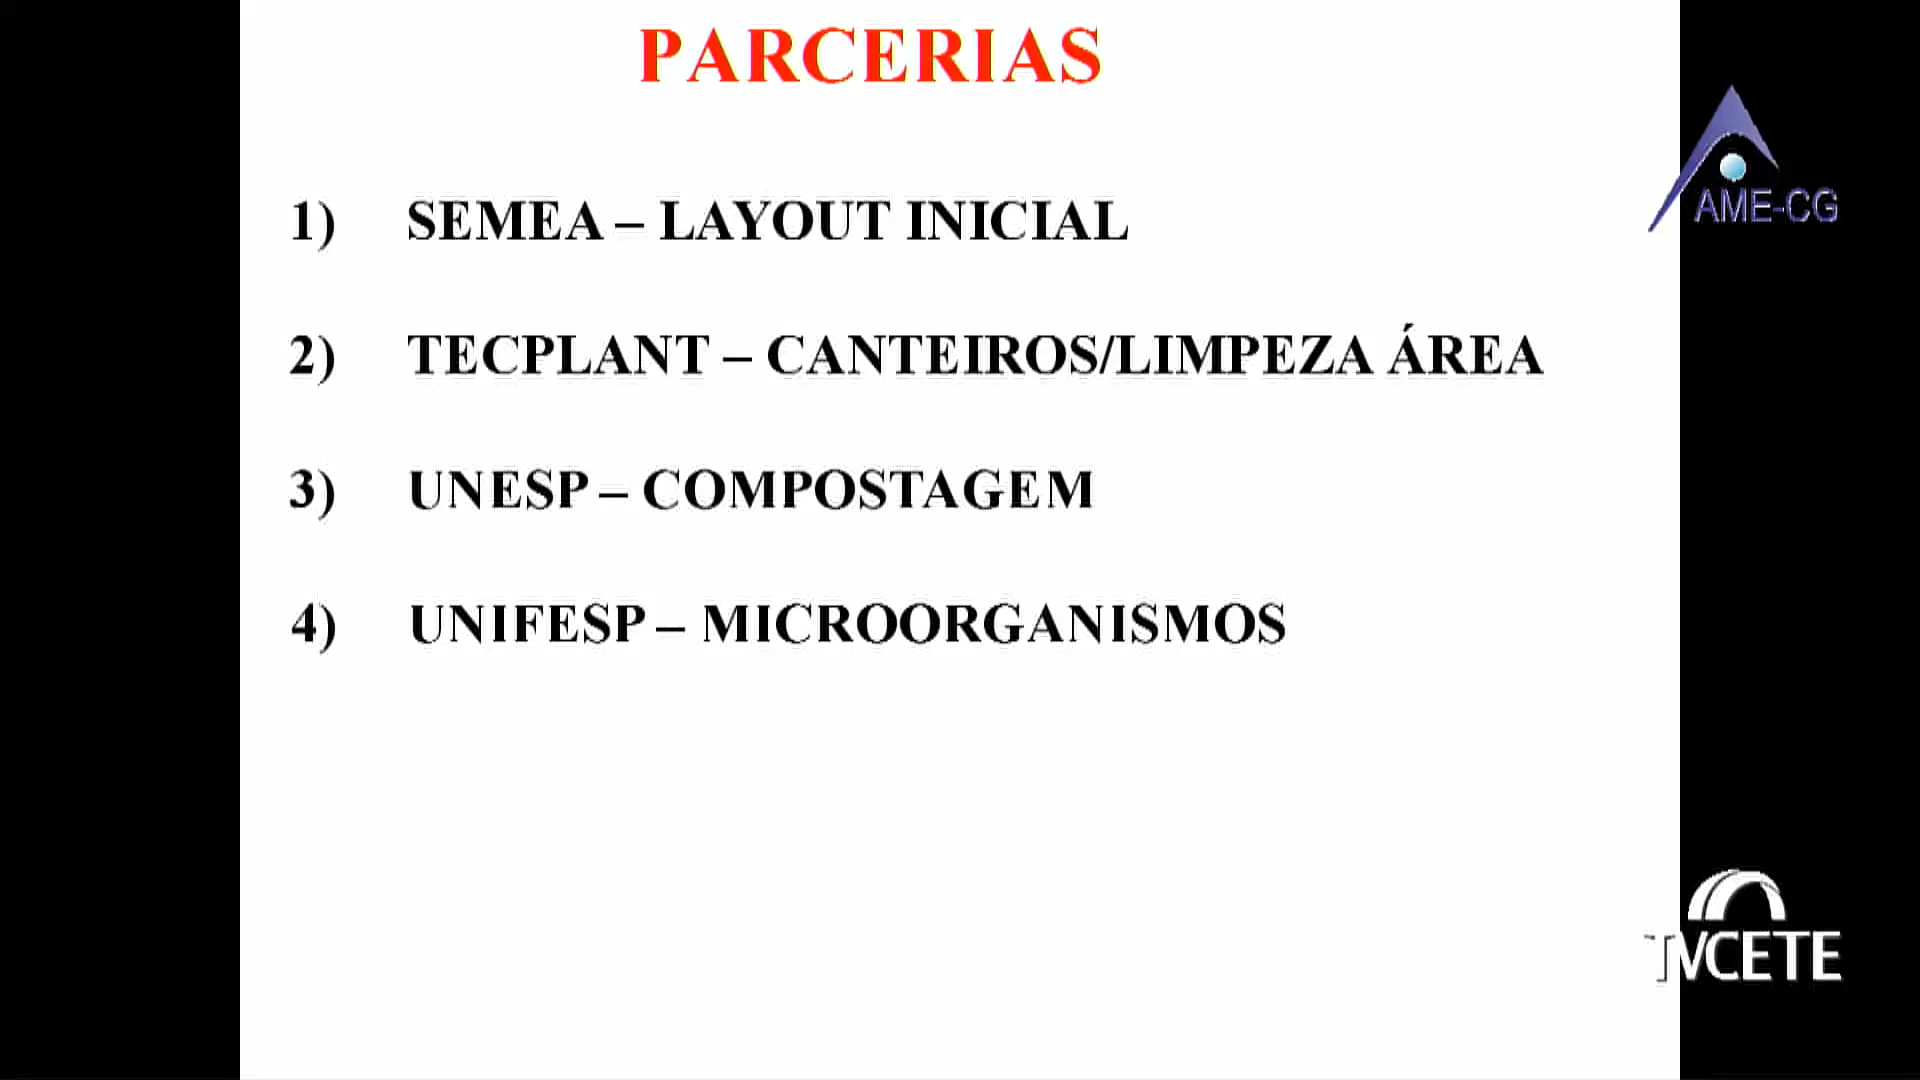 PARCERIAS
AME-CG
1) SEMEA – LAYOUT INICIAL
2) TECPLANT – CANTEIROS/LIMPEZA ÁREA
3) UNESP – COMPOSTAGEM
4) UNIFESP – MICROORGANISMOS
TVCETE